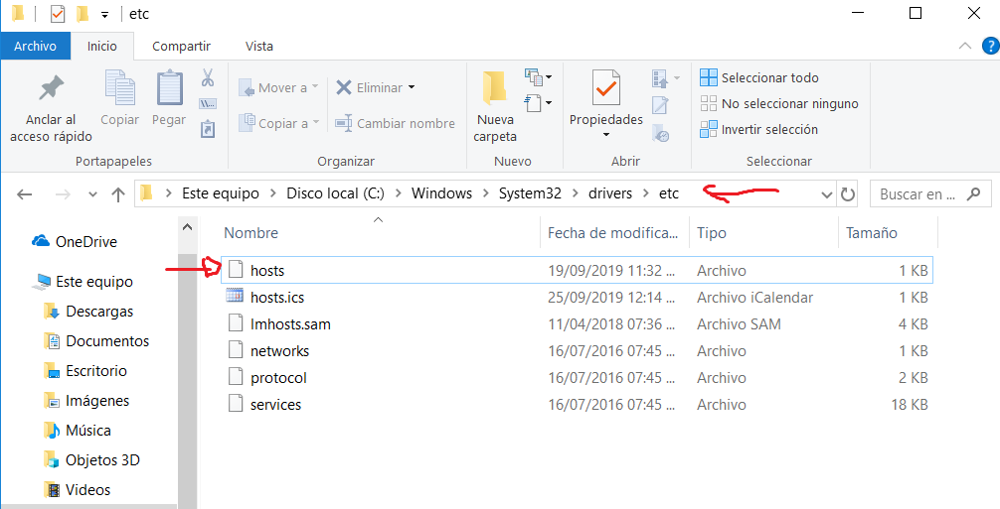 etc
Archivo Inicio Compartir Vista
Anclar al acceso rápido
Copiar
Pegar
Mover a
Copiar a
Eliminar
Cambiar nombre
Nueva carpeta
Propiedades
Seleccionar todo
No seleccionar ninguno
Invertir selección
Portapapeles Organizar Nuevo Abrir Seleccionar
Este equipo > Disco local (C:) > Windows > System32 > drivers > etc
Buscar en ...
OneDrive
Este equipo
Descargas
Documentos
Escritorio
Imágenes
Música
Objetos 3D
Videos
Nombre Fecha de modifica... Tipo Tamaño
hosts 19/09/2019 11:32 ... Archivo 1 KB
hosts.ics 25/09/2019 12:14 ... Archivo iCalendar 1 KB
lmhosts.sam 11/04/2018 07:36 ... Archivo SAM 4 KB
networks 16/07/2016 07:45 ... Archivo 1 KB
protocol 16/07/2016 07:45 ... Archivo 2 KB
services 16/07/2016 07:45 ... Archivo 18 KB